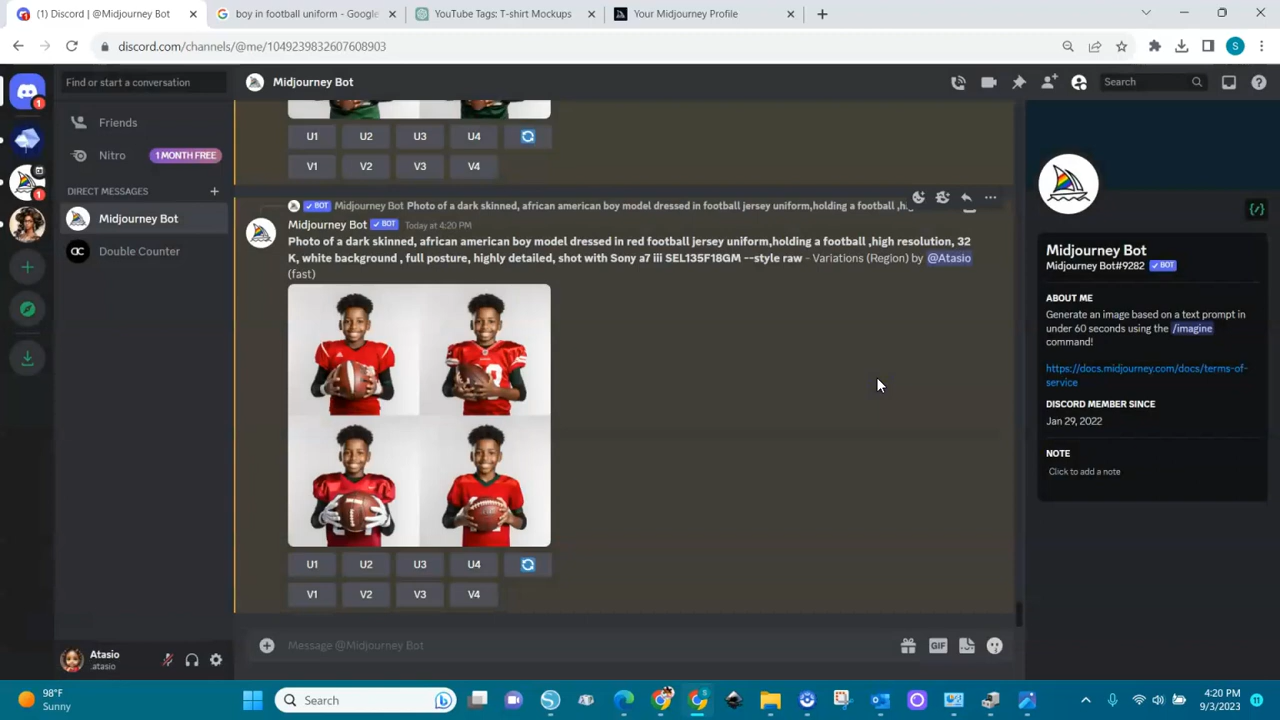 (1) Discord | @Midjourney Bot
boy in football uniform - Google
YouTube Tags: T-shirt Mockups
Your Midjourney Profile
discord.com/channels/@me/1049239832607608903
S
Find or start a conversation
Midjourney Bot
Search
1
Friends
U1 U2 U3 U4
Nitro
1 MONTH FREE
V1 V2 V3 V4
1
DIRECT MESSAGES
Midjourney Bot
Double Counter
BOT Midjourney Bot Photo of a dark skinned, african american boy model dressed in football jersey uniform,holding a football ,hi
Midjourney Bot BOT Today at 4:20 PM
Photo of a dark skinned, african american boy model dressed in red football jersey uniform,holding a football ,high resolution, 32
K, white background , full posture, highly detailed, shot with Sony a7 iii SEL135F18GM --style raw - Variations (Region) by @Atasio
(fast)
U1 U2 U3 U4
V1 V2 V3 V4
Message @Midjourney Bot
GIF
Midjourney Bot
Midjourney Bot#9282 BOT
ABOUT ME
Generate an image based on a text prompt in
under 60 seconds using the /imagine
command!
https://docs.midjourney.com/docs/terms-of-
service
DISCORD MEMBER SINCE
Jan 29, 2022
NOTE
Click to add a note
Atasio
.atasio
98°F
Sunny
Search
4:20 PM
9/3/2023